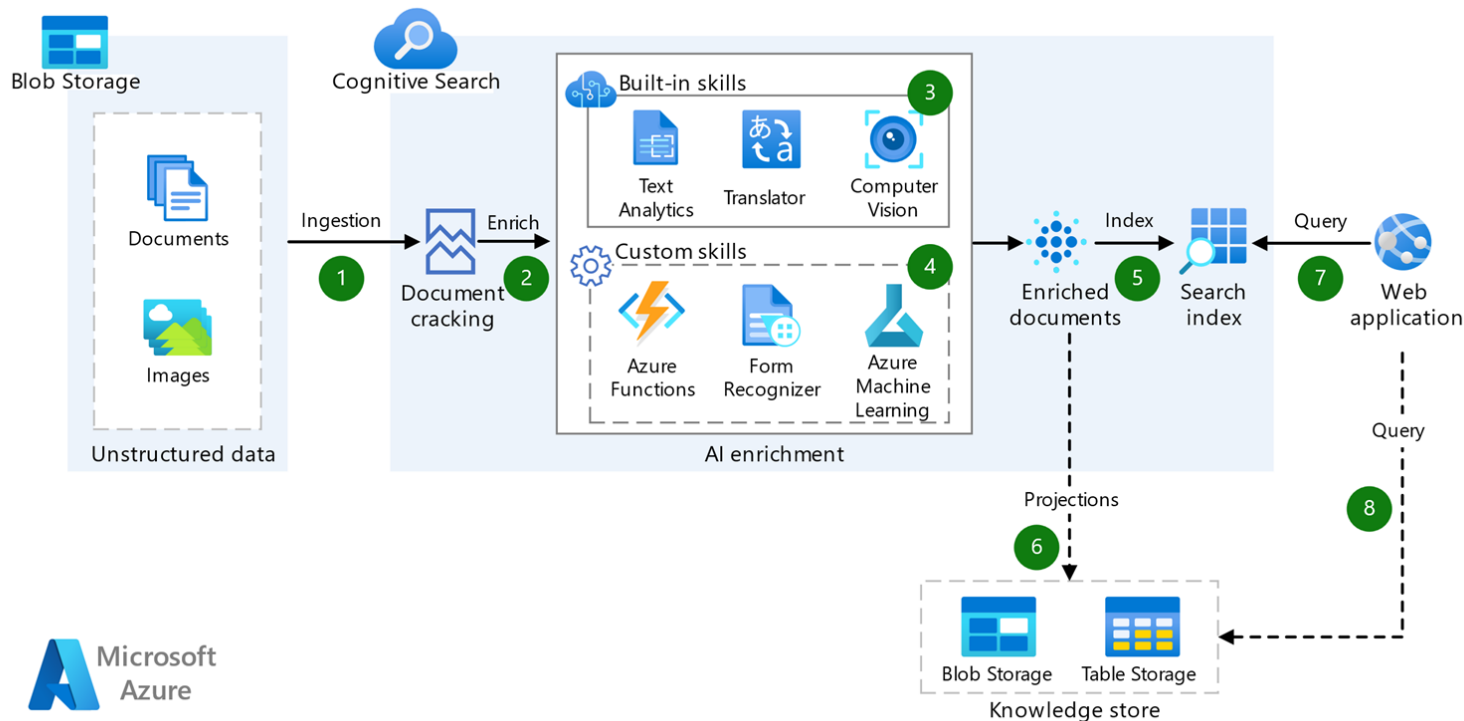 Blob Storage
Documents
Images
Unstructured data
Ingestion
1
Cognitive Search
Document
cracking
Enrich
2
Built-in skills
3
Text
Analytics
あ
a
Translator
Computer
Vision
Custom skills
4
Azure
Functions
Form
Recognizer
Azure
Machine
Learning
AI enrichment
Enriched
documents
Index
5
Search
index
Query
7
Web
application
Projections
6
Query
8
Blob Storage
Table Storage
Knowledge store
Microsoft
Azure